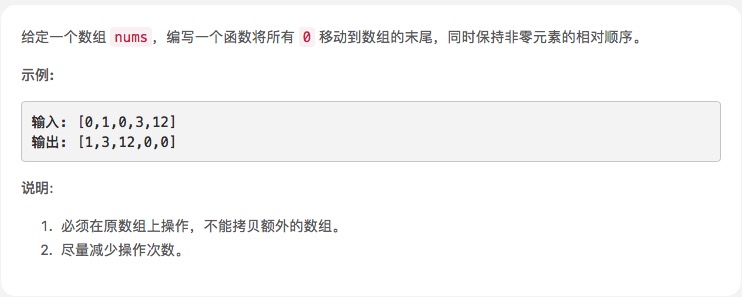 给定一个数组 nums，编写一个函数将所有 0 移动到数组的末尾，同时保持非零元素的相对顺序。
示例:
输入: [0,1,0,3,12]
输出: [1,3,12,0,0]
说明:
1. 必须在原数组上操作，不能拷贝额外的数组。
2. 尽量减少操作次数。